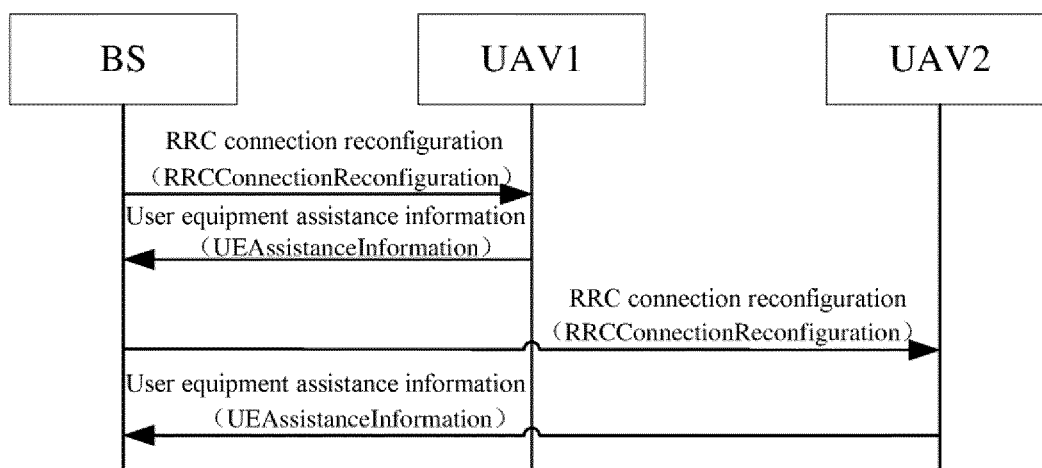 BS
UAV1
UAV2
RRC connection reconfiguration
（RRCConnectionReconfiguration）
User equipment assistance information
（UEAssistanceInformation）
RRC connection reconfiguration
（RRCConnectionReconfiguration）
User equipment assistance information
（UEAssistanceInformation）